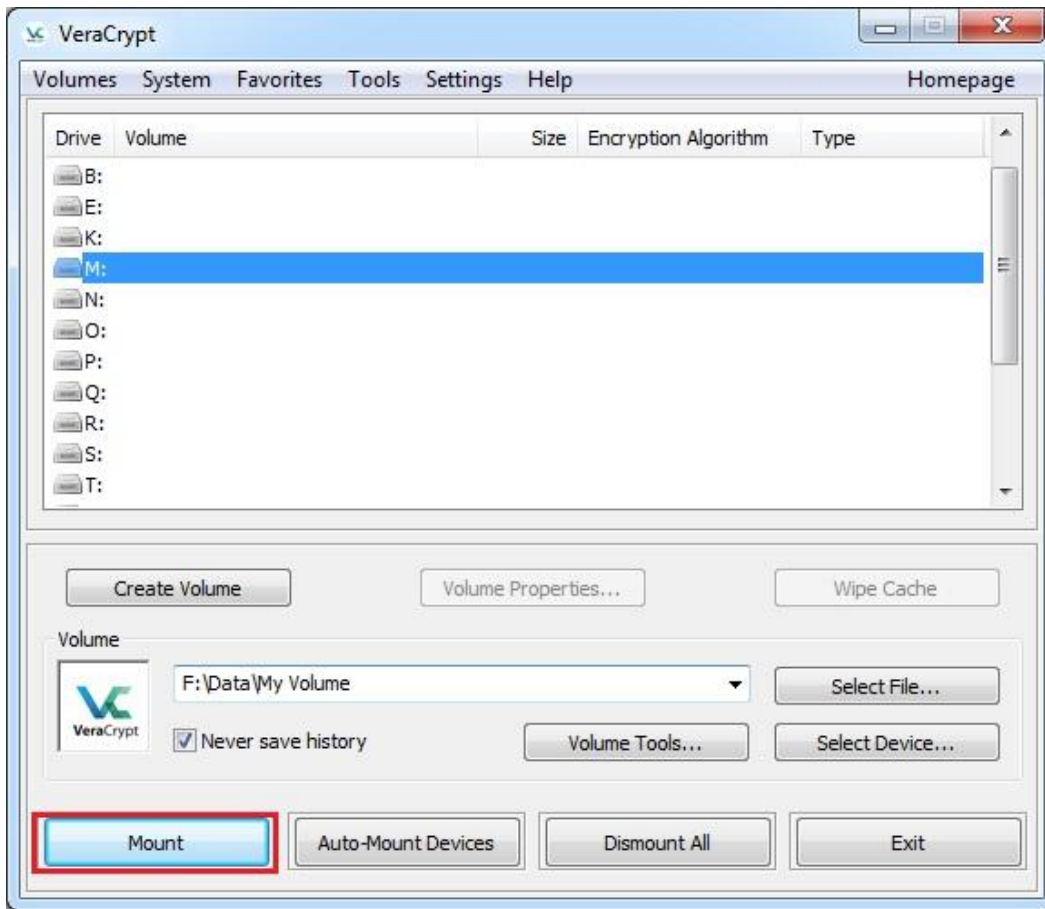 VeraCrypt
Volumes System Favorites Tools Settings Help Homepage
Drive Volume Size Encryption Algorithm Type
B:
E:
K:
M:
N:
O:
P:
Q:
R:
S:
T:
Create Volume Volume Properties... Wipe Cache
Volume
F:\Data\My Volume Select File...
VeraCrypt
Never save history Volume Tools... Select Device...
Mount Auto-Mount Devices Dismount All Exit